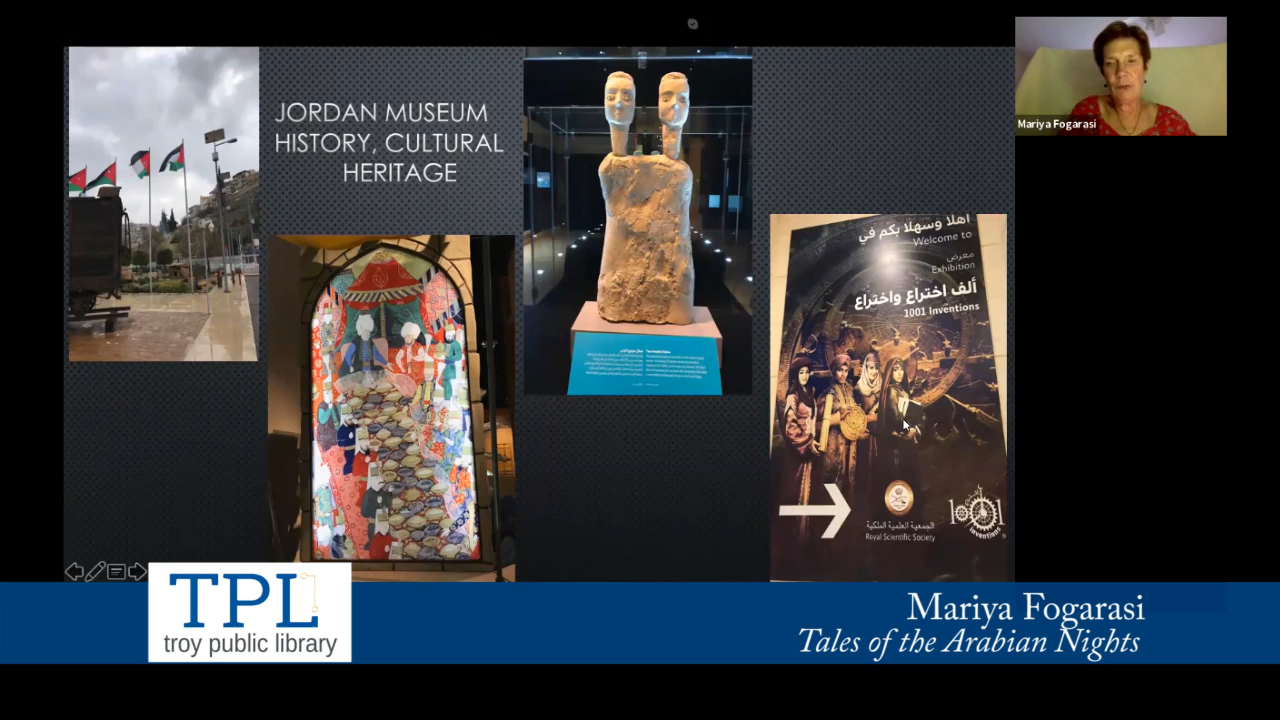 JORDAN MUSEUM
HISTORY, CULTURAL
HERITAGE
Mariya Fogarasi
اهلا وسهلا بكم في
Welcome to
معرض
Exhibition
ألف اختراع واختراع
1001 Inventions
الجمعية العلمية الملكية
Royal Scientific Society
1001
inventions
TPL
troy public library
Mariya Fogarasi
Tales of the Arabian Nights